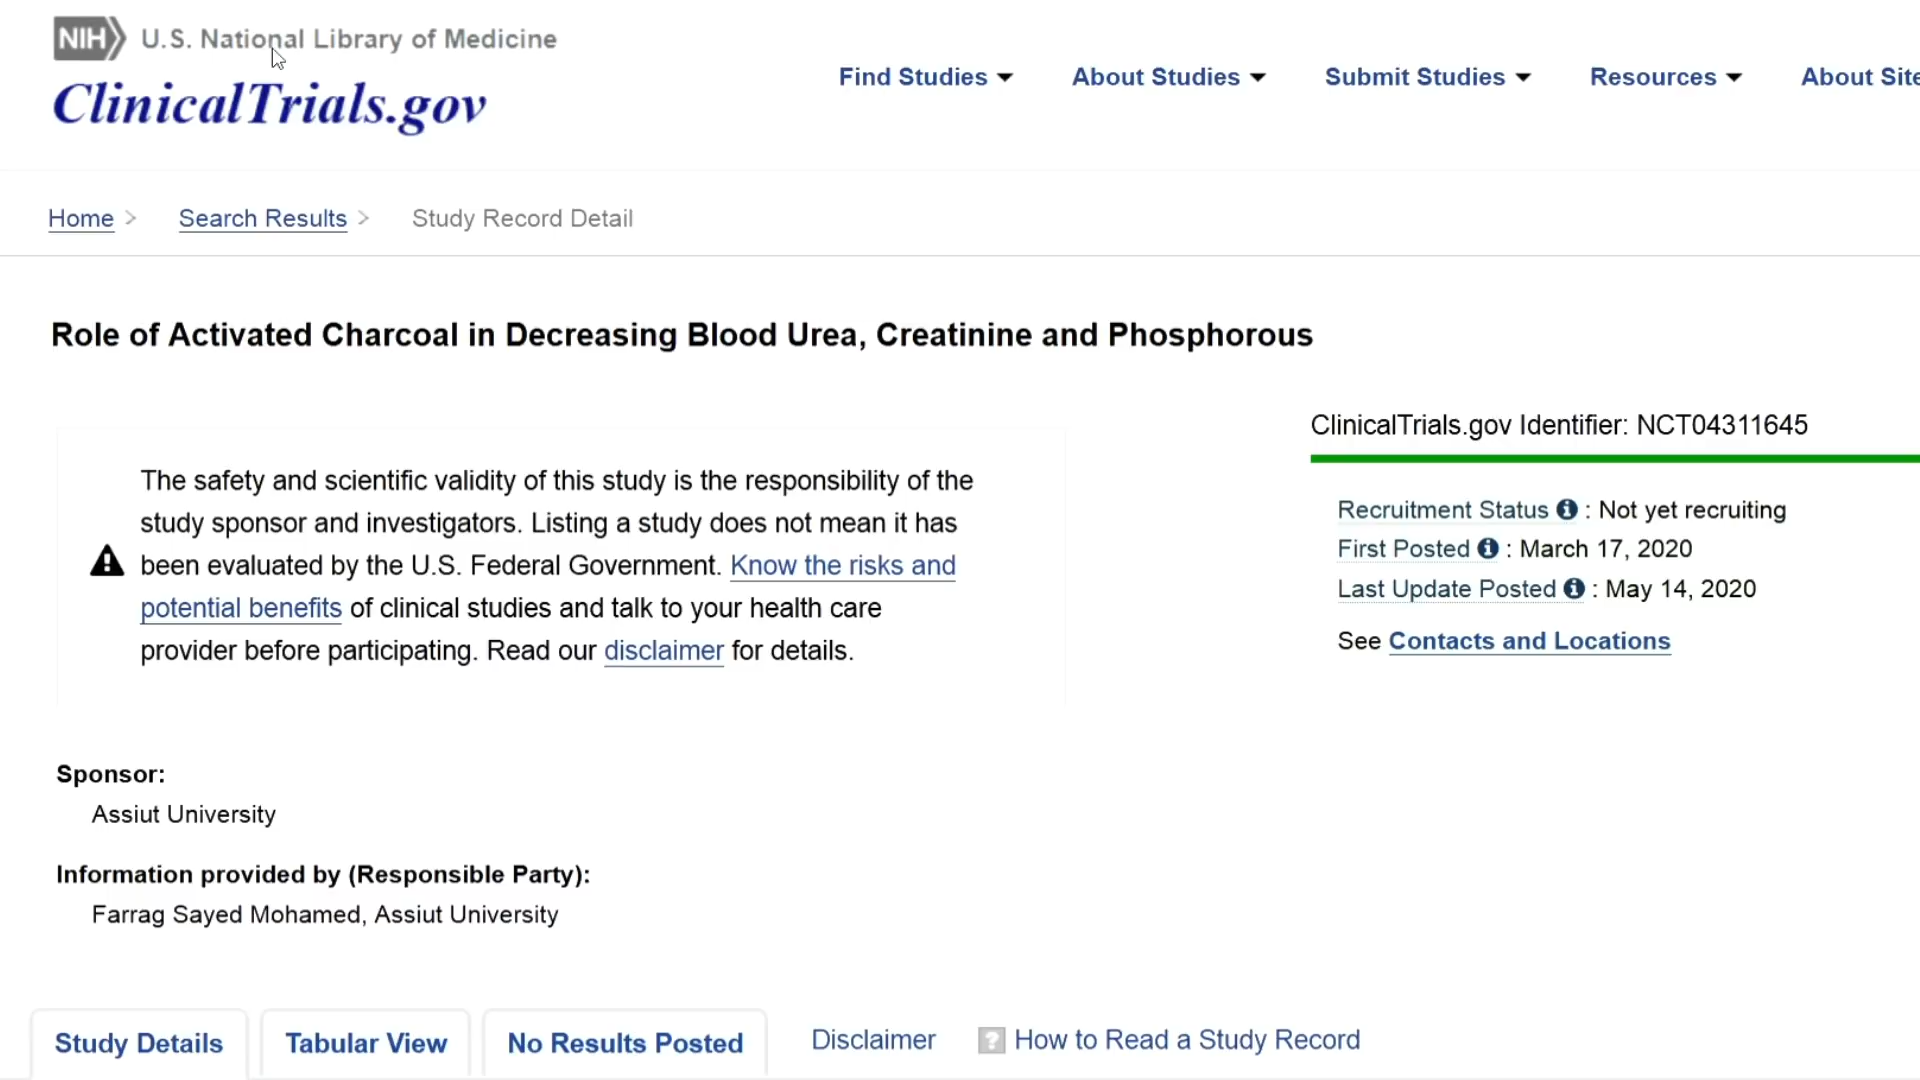 NIH U.S. National Library of Medicine
ClinicalTrials.gov
Find Studies About Studies Submit Studies Resources About Site
Home > Search Results > Study Record Detail
Role of Activated Charcoal in Decreasing Blood Urea, Creatinine and Phosphorous
The safety and scientific validity of this study is the responsibility of the
study sponsor and investigators. Listing a study does not mean it has
been evaluated by the U.S. Federal Government. Know the risks and
potential benefits of clinical studies and talk to your health care
provider before participating. Read our disclaimer for details.
ClinicalTrials.gov Identifier: NCT04311645
Recruitment Status : Not yet recruiting
First Posted : March 17, 2020
Last Update Posted : May 14, 2020
See Contacts and Locations
Sponsor:
Assiut University
Information provided by (Responsible Party):
Farrag Sayed Mohamed, Assiut University
Study Details Tabular View No Results Posted Disclaimer ? How to Read a Study Record